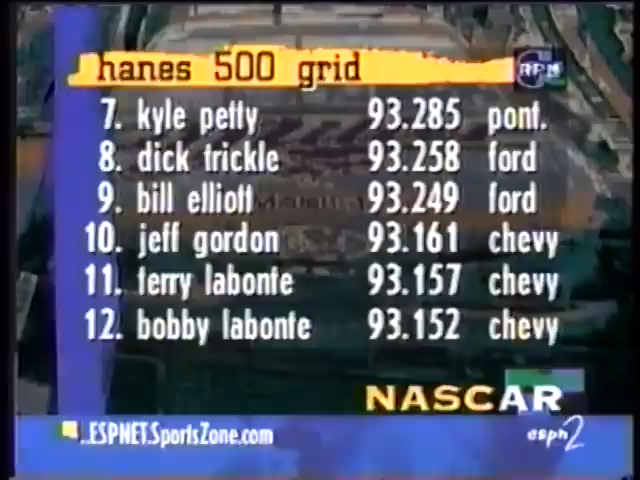 hanes 500 grid RPM
7. kyle petty 93.285 pont.
8. dick trickle 93.258 ford
9. bill elliott 93.249 ford
10. jeff gordon 93.161 chevy
11. terry labonte 93.157 chevy
12. bobby labonte 93.152 chevy
NASCAR
..ESPNET.SportsZone.com espn2